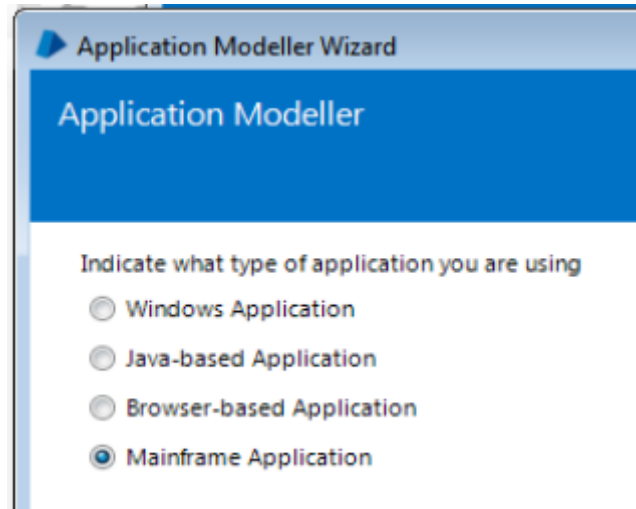 Application Modeller Wizard
Application Modeller
Indicate what type of application you are using
Windows Application
Java-based Application
Browser-based Application
Mainframe Application